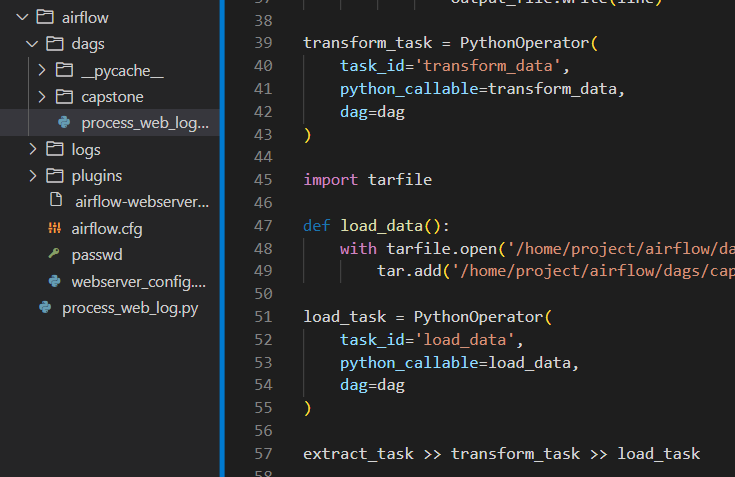 airflow
dags
__pycache__
capstone
process_web_log...
logs
plugins
airflow-webserver...
airflow.cfg
passwd
webserver_config....
process_web_log.py
38
39 transform_task = PythonOperator(
40 task_id='transform_data',
41 python_callable=transform_data,
42 dag=dag
43 )
44
45 import tarfile
46
47 def load_data():
48 with tarfile.open('/home/project/airflow/da
49 tar.add('/home/project/airflow/dags/cap
50
51 load_task = PythonOperator(
52 task_id='load_data',
53 python_callable=load_data,
54 dag=dag
55 )
56
57 extract_task >> transform_task >> load_task